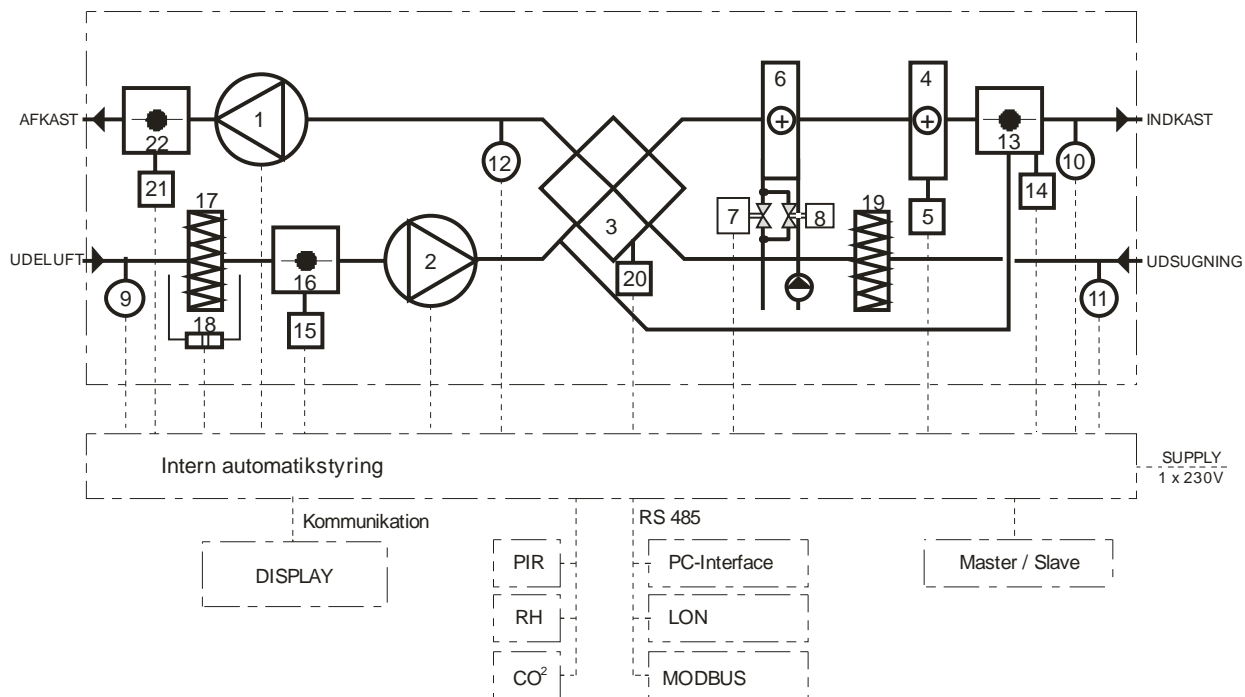 6
4
AFKAST
22
1
12
13
10
INDKAST
21
17
3
7
8
19
5
14
UDELUFT
9
18
16
15
2
20
11
UDSUGNING
Intern automatikstyring
SUPPLY
1 x 230V
Kommunikation
RS 485
DISPLAY
PIR
PC-Interface
Master / Slave
RH
LON
CO²
MODBUS